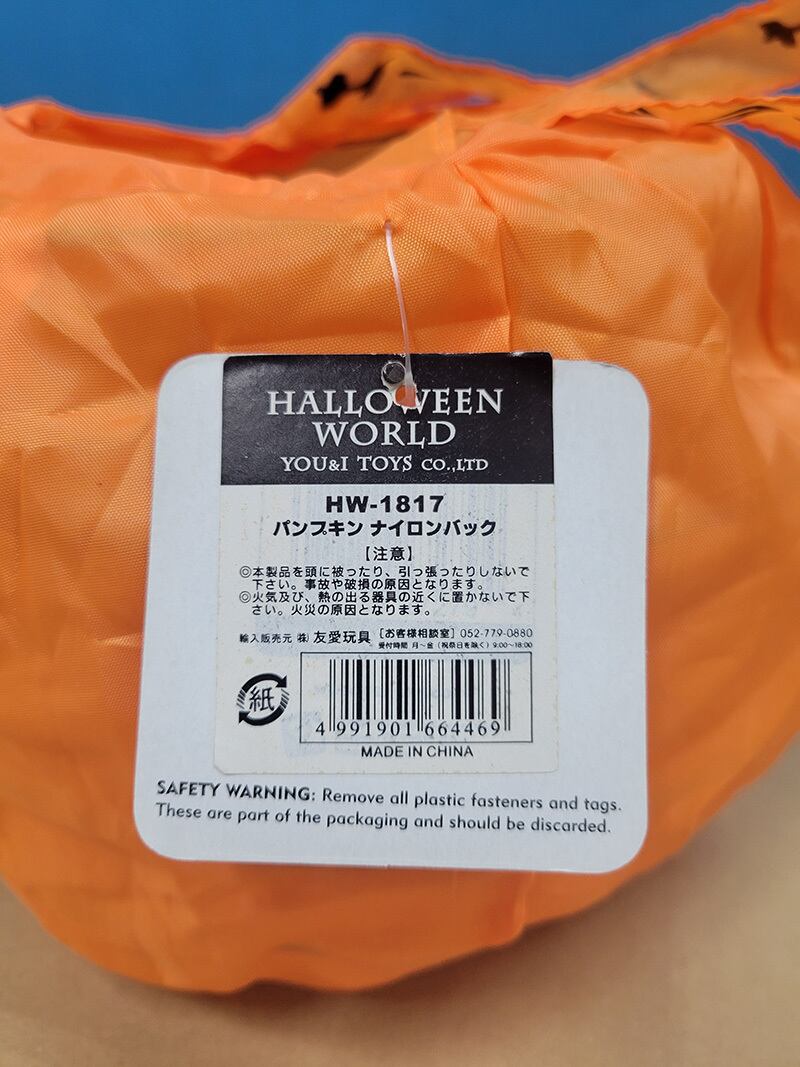 HALLOWEEN
WORLD
YOU&I TOYS CO.,LTD
HW-1817
パンプキン ナイロンバック
【注意】
◎本製品を頭に被ったり、引っ張ったりしないで
下さい。事故や破損の原因となります。
◎火気及び、熱の出る器具の近くに置かないで下
さい。火災の原因となります。
輸入販売元 ㈱ 友愛玩具 [お客様相談室] 052-779-0880
受付時間 月～金 (祝祭日を除く) 9:00～18:00
紙
4 991901 664469
MADE IN CHINA
SAFETY WARNING: Remove all plastic fasteners and tags.
These are part of the packaging and should be discarded.